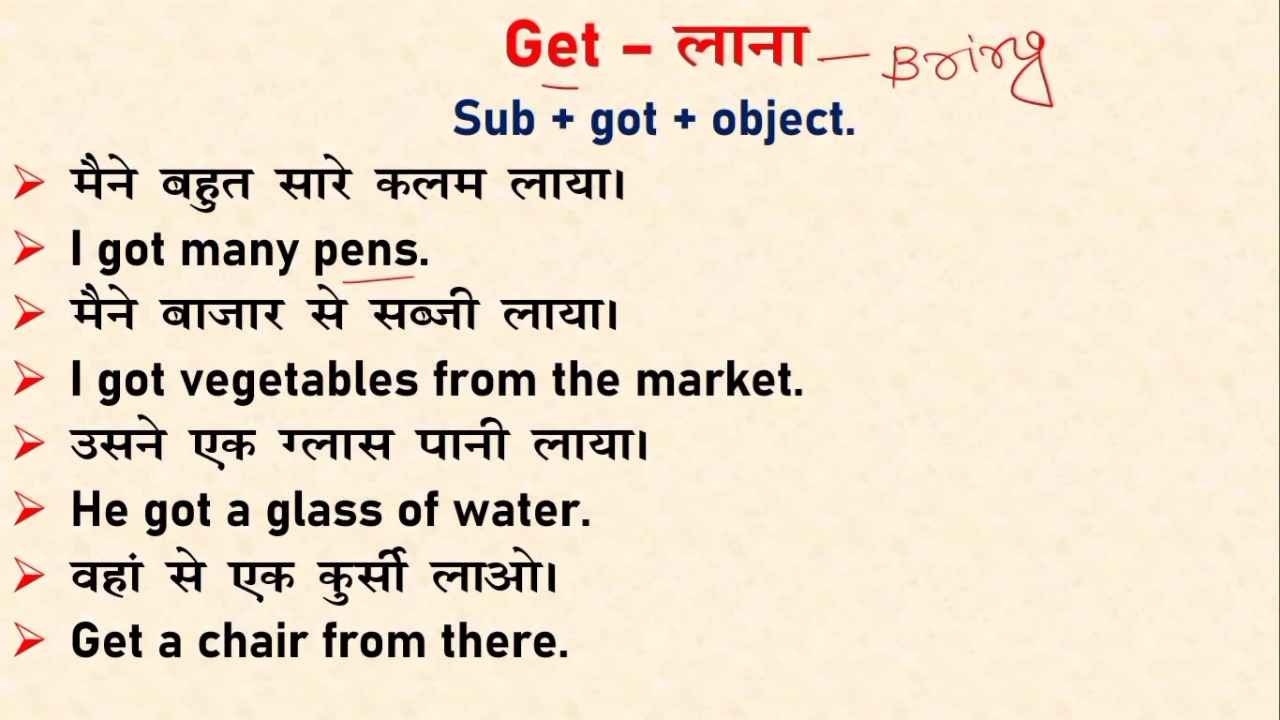 Get – लाना – Bring
Sub + got + object.
➢ मैने बहुत सारे कलम लाया।
➢ I got many pens.
➢ मैने बाजार से सब्जी लाया।
➢ I got vegetables from the market.
➢ उसने एक ग्लास पानी लाया।
➢ He got a glass of water.
➢ वहां से एक कुर्सी लाओ।
➢ Get a chair from there.